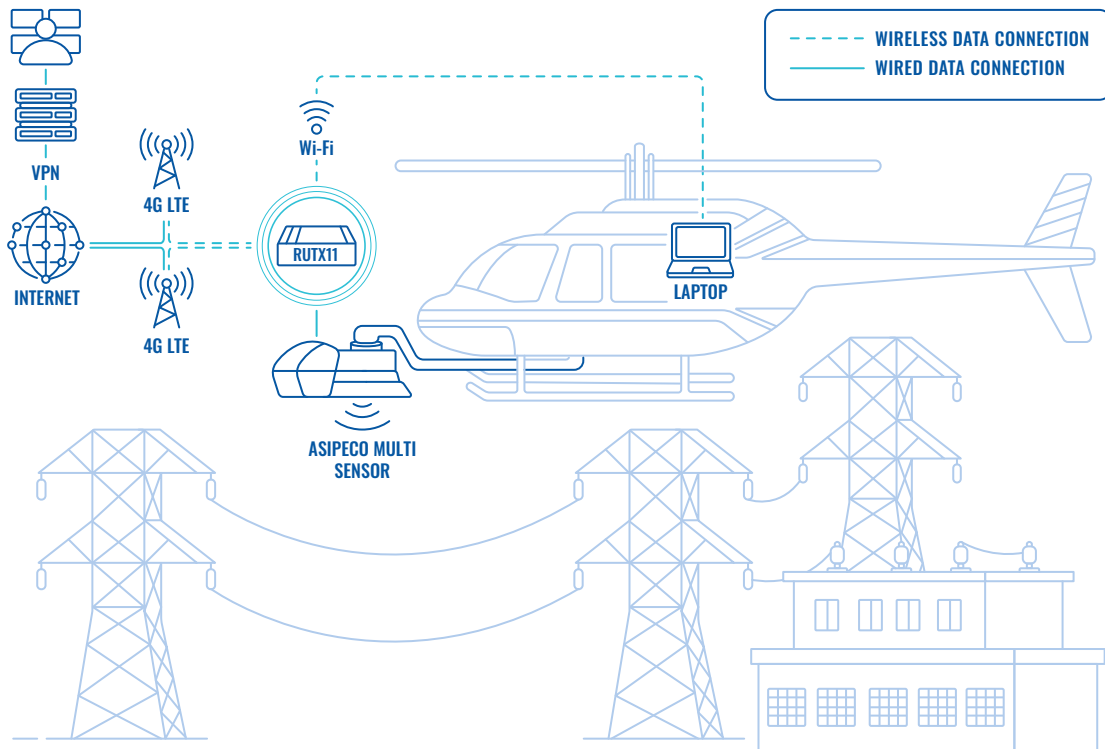 WIRELESS DATA CONNECTION
WIRED DATA CONNECTION
Wi-Fi
VPN
4G LTE
RUTX11
INTERNET
LAPTOP
4G LTE
ASIPECO MULTI
SENSOR